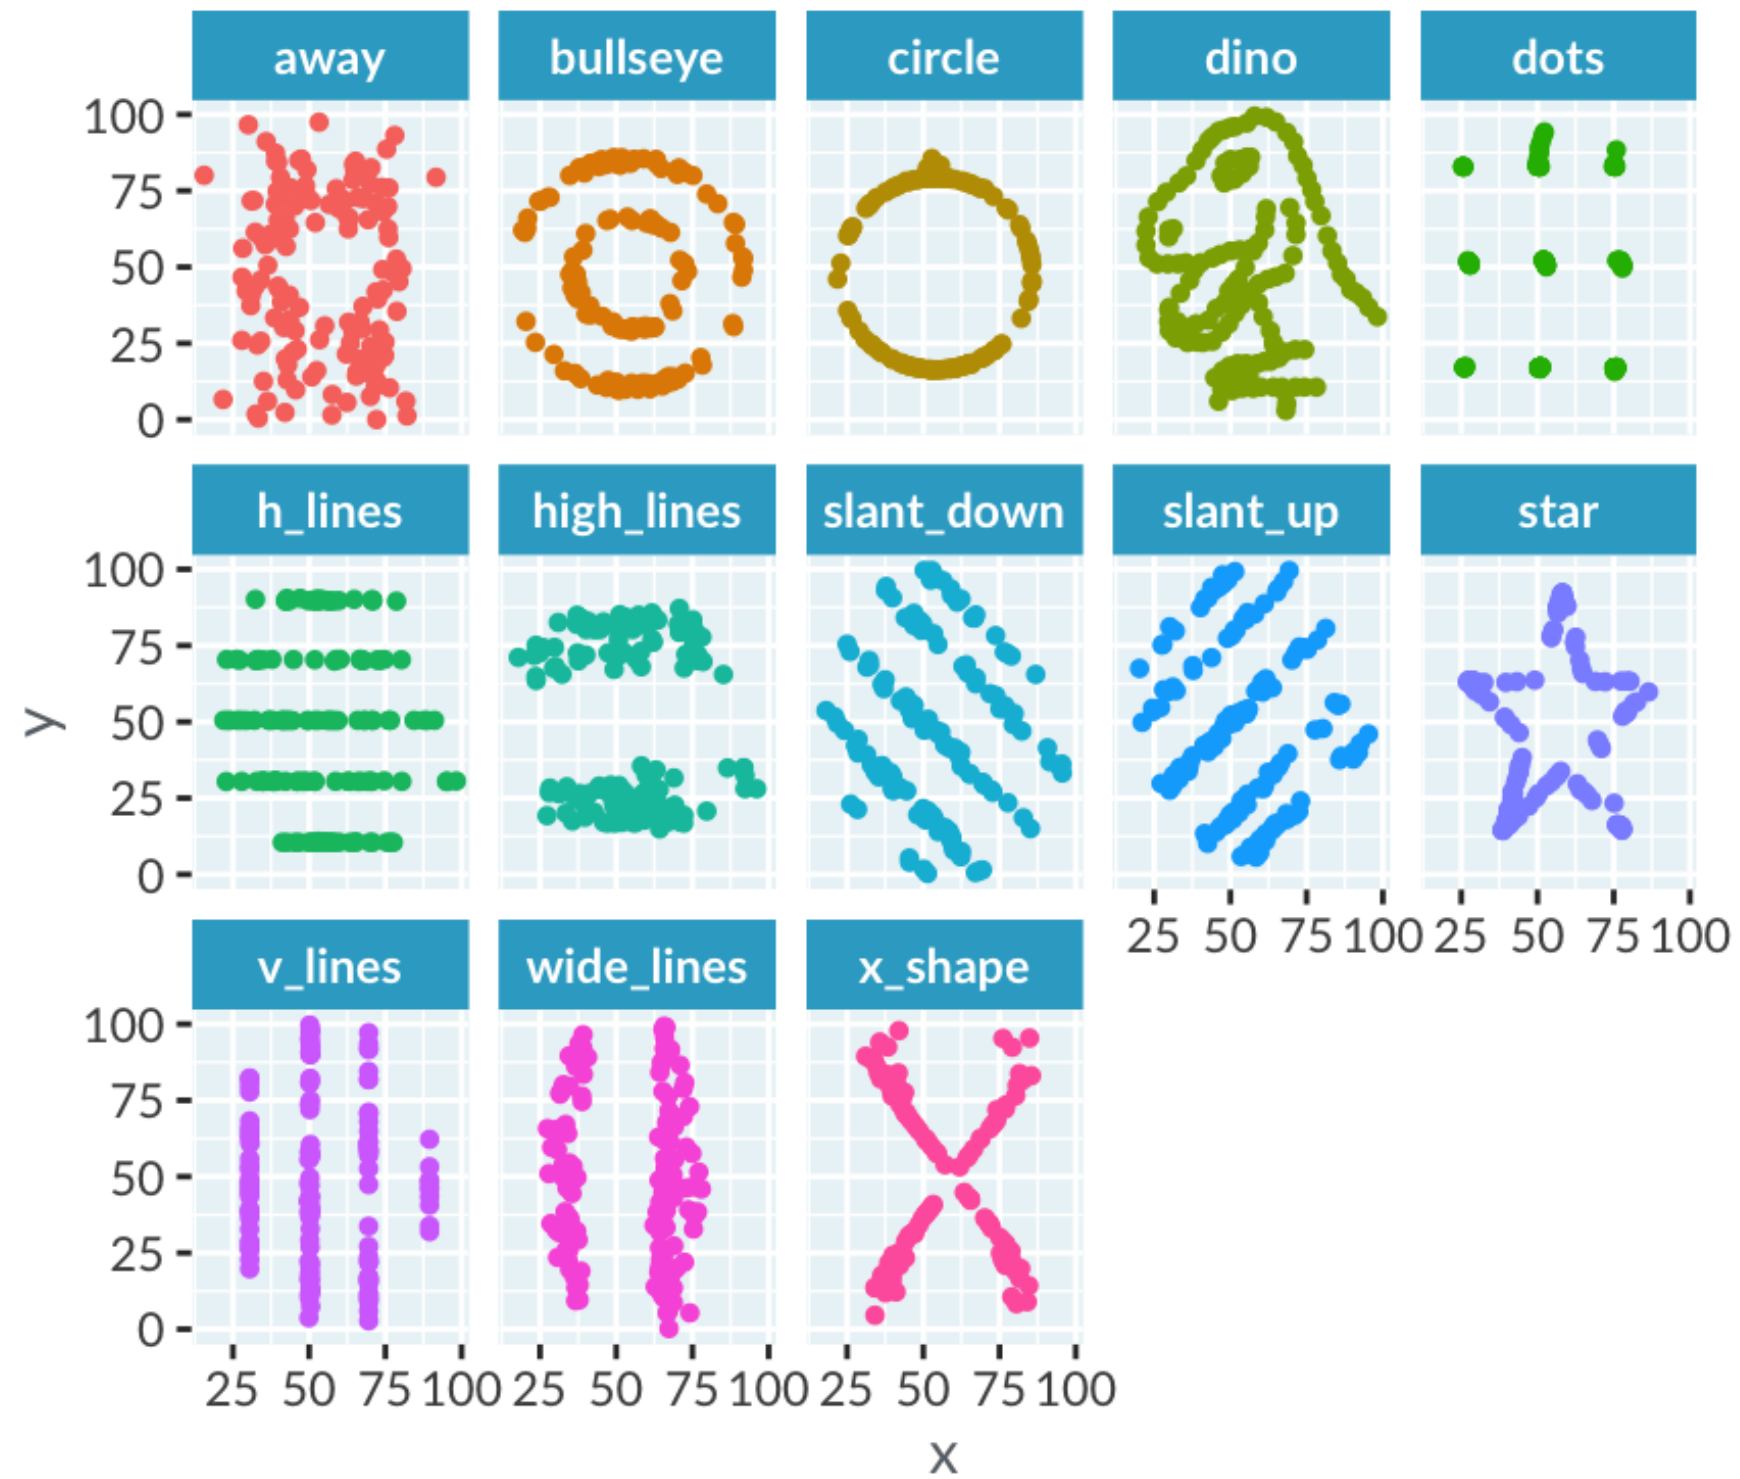 away bullseye circle dino dots
100
75
50
25
0
h_lines high_lines slant_down slant_up star
100
75
50
25
0
y
25 50 75 100 25 50 75 100
v_lines wide_lines x_shape
100
75
50
25
0
25 50 75 100 25 50 75 100 25 50 75 100
x